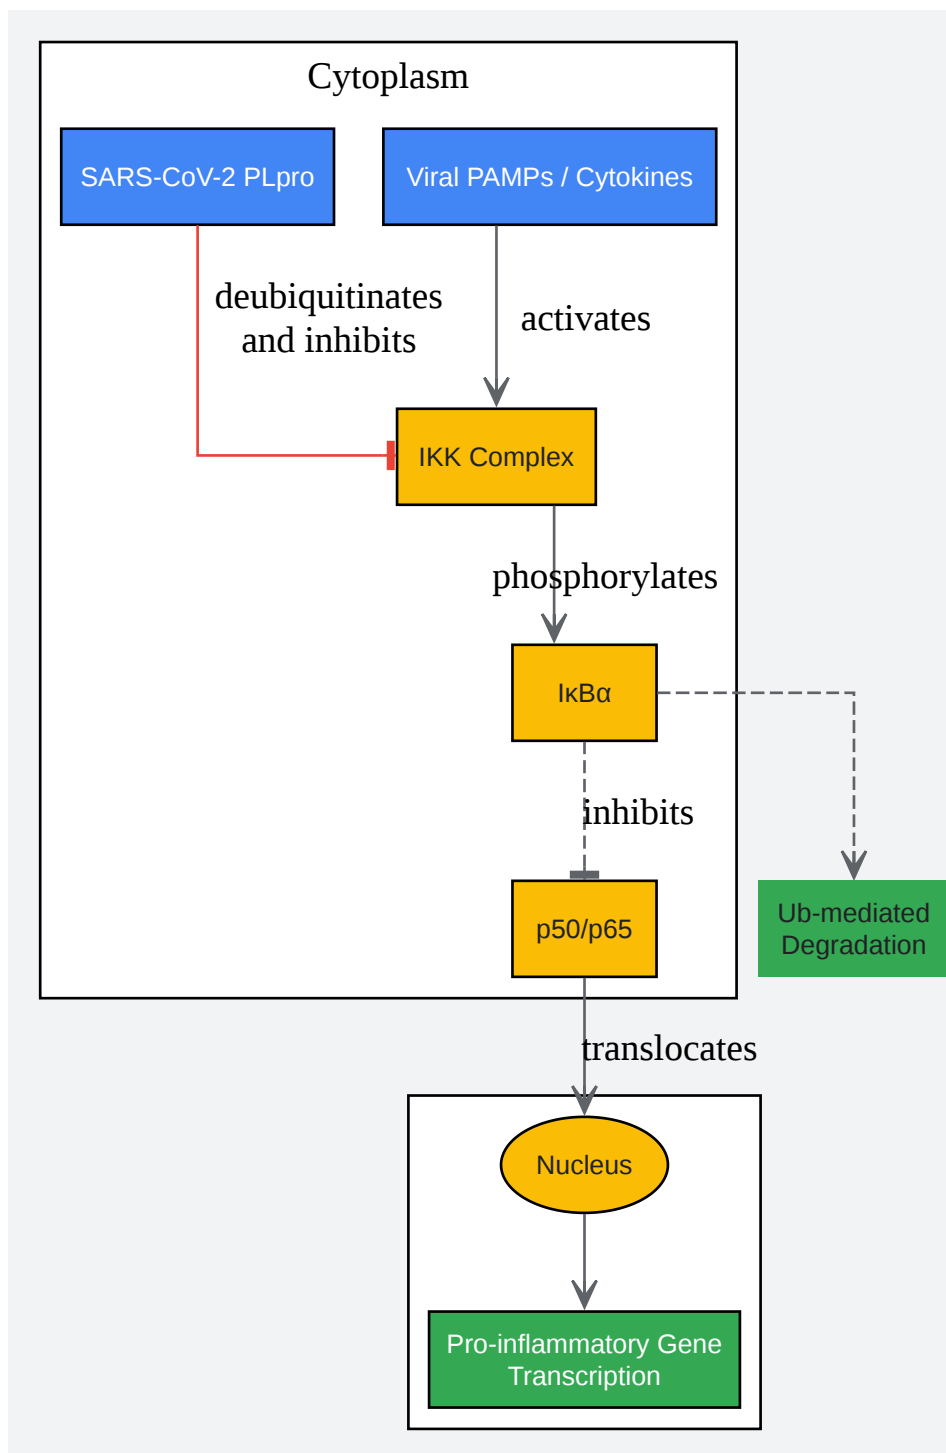 Cytoplasm
SARS-CoV-2 PLpro
Viral PAMPs / Cytokines
deubiquitinates
and inhibits
activates
IKK Complex
phosphorylates
IκBα
inhibits
p50/p65
Ub-mediated
Degradation
translocates
Nucleus
Pro-inflammatory Gene
Transcription